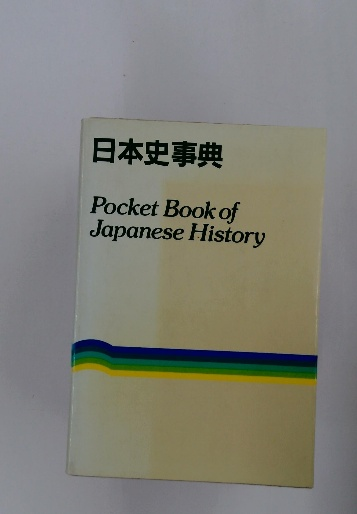 日本史事典
Pocket Book of
Japanese History